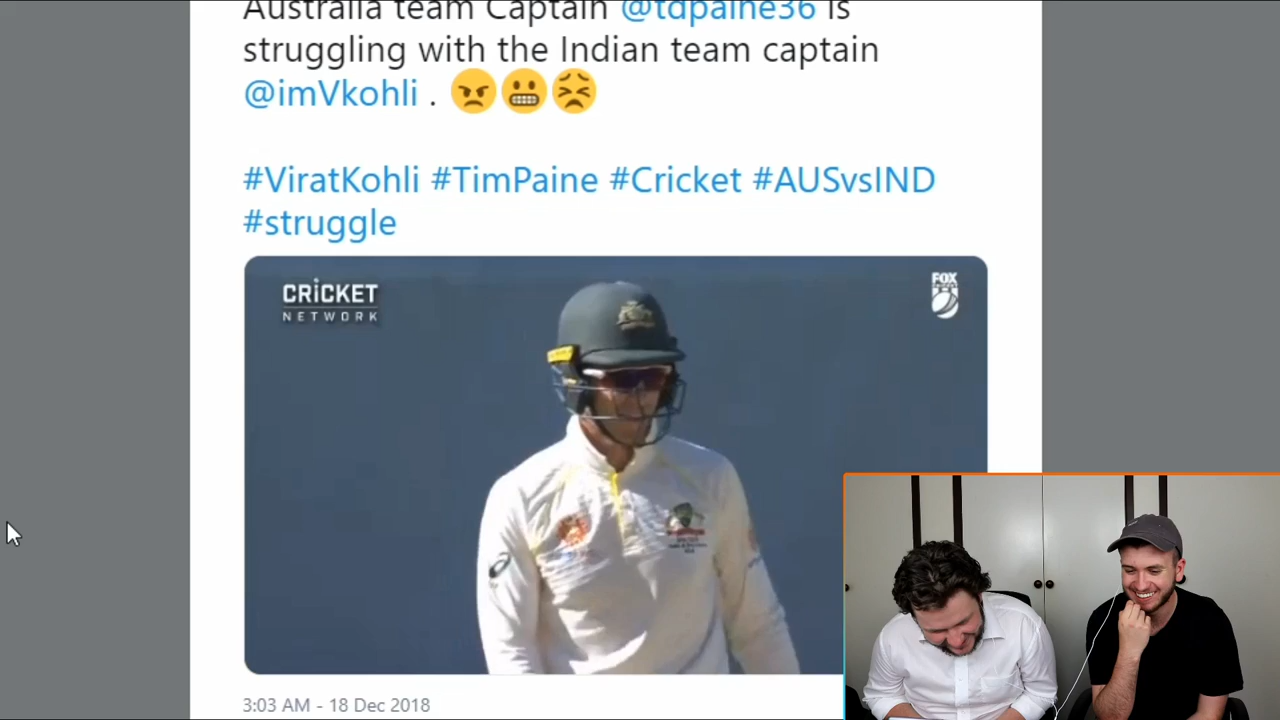 Australia team Captain @tdpaine36 is
struggling with the Indian team captain
@imVkohli . 😠😬😣
#ViratKohli #TimPaine #Cricket #AUSvsIND
#struggle
CRICKET
NETWORK
FOX
CRICKET
3:03 AM - 18 Dec 2018